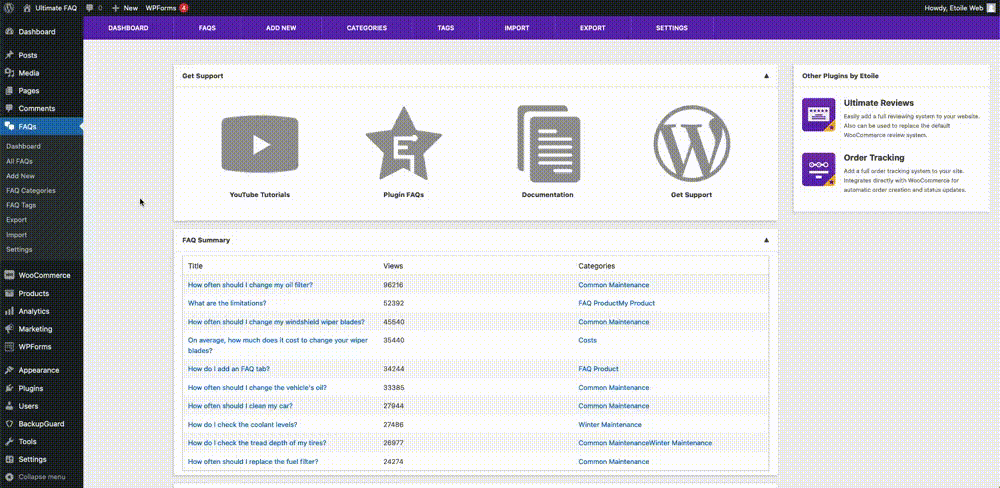 Ultimate FAQ 0 + New WPForms 4 Howdy, Etoile Web
Dashboard
Posts
Media
Pages
Comments
FAQs
Dashboard
All FAQs
Add New
FAQ Categories
FAQ Tags
Export
Import
Settings
WooCommerce
Products
Analytics
Marketing
WPForms
Appearance
Plugins
Users
BackupGuard
Tools
Settings
Collapse menu
DASHBOARD FAQS ADD NEW CATEGORIES TAGS IMPORT EXPORT SETTINGS
Get Support
YouTube Tutorials Plugin FAQs Documentation Get Support
FAQ Summary
Title Views Categories
How often should I change my oil filter? 96216 Common Maintenance
What are the limitations? 52392 FAQ ProductMy Product
How often should I change my windshield wiper blades? 45540 Common Maintenance
On average, how much does it cost to change your wiper 35440 Costs
blades?
How do I add an FAQ tab? 34244 FAQ Product
How often should I change the vehicle's oil? 33385 Common Maintenance
How often should I clean my car? 27944 Common Maintenance
How do I check the coolant levels? 27486 Winter Maintenance
How do I check the tread depth of my tires? 26977 Common MaintenanceWinter Maintenance
How often should I replace the fuel filter? 24274 Common Maintenance
Other Plugins by Etoile
Ultimate Reviews
Easily add a full reviewing system to your website.
Also can be used to replace the default
WooCommerce review system.
Order Tracking
Add a full order tracking system to your site.
Integrates directly with WooCommerce for
automatic order creation and status updates.